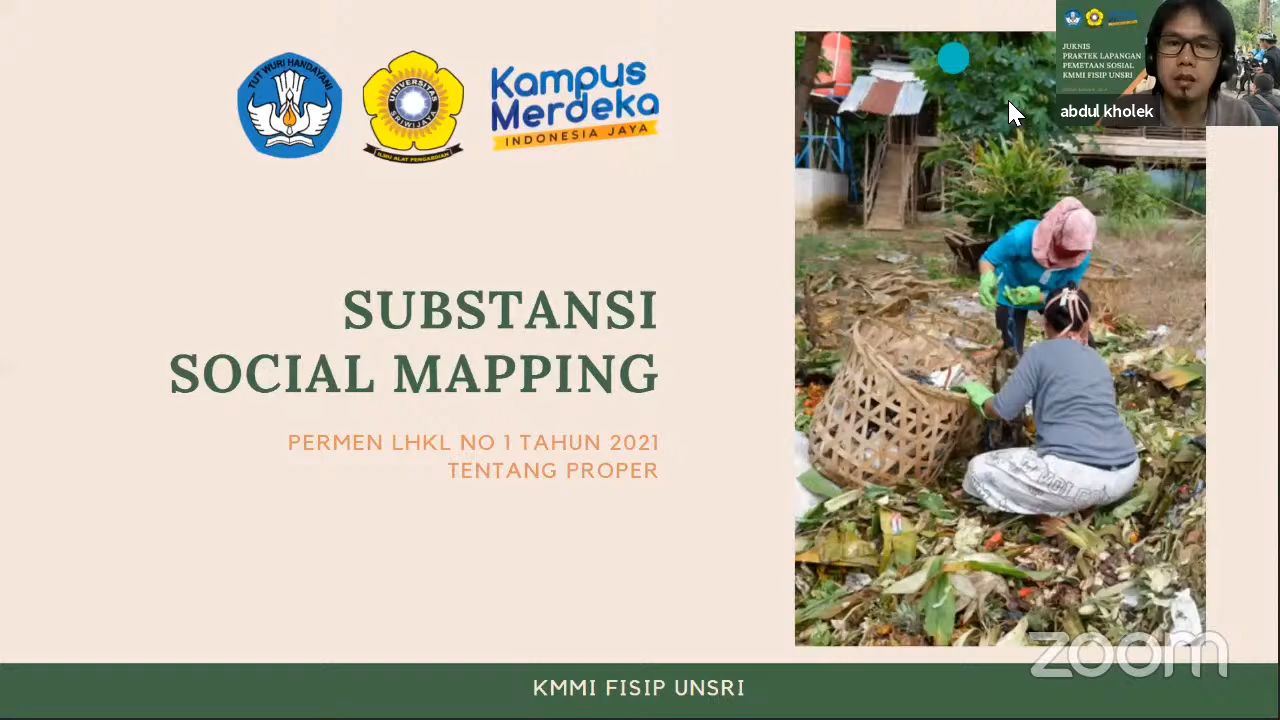 TUT WURI HANDAYANI
UNIVERSITAS SRIWIJAYA
ILMU ALAT PENGABDIAN
Kampus
Merdeka
INDONESIA JAYA
SUBSTANSI
SOCIAL MAPPING
PERMEN LHKL NO 1 TAHUN 2021
TENTANG PROPER
JUKNIS
PRAKTEK LAPANGAN
PEMETAAN SOSIAL
KMMI FISIP UNSRI
abdul kholek
zoom
KMMI FISIP UNSRI